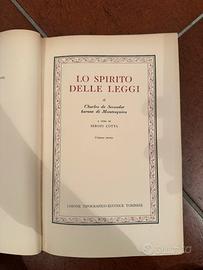 LO SPIRITO
DELLE LEGGI
di
Charles de Secondat
barone di Montesquieu
A CURA DI
SERGIO COTTA
UNIONE TIPOGRAFICO-EDITRICE TORINESE